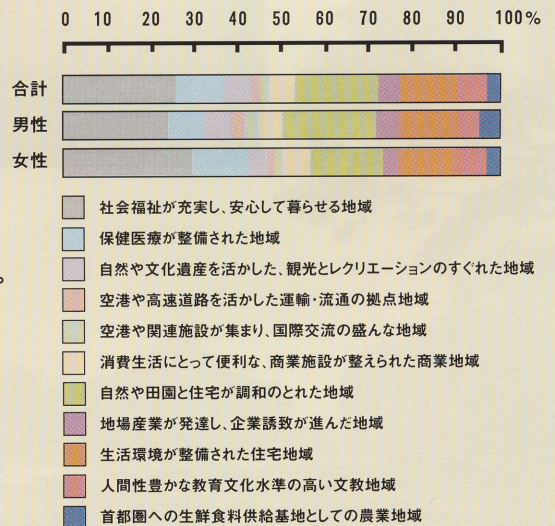 0 10 20 30 40 50 60 70 80 90 100%
合計
男性
女性
社会福祉が充実し、安心して暮らせる地域
保健医療が整備された地域
自然や文化遺産を活かした、観光とレクリエーションのすぐれた地域
空港や高速道路を活かした運輸・流通の拠点地域
空港や関連施設が集まり、国際交流の盛んな地域
消費生活にとって便利な、商業施設が整えられた商業地域
自然や田園と住宅が調和のとれた地域
地場産業が発達し、企業誘致が進んだ地域
生活環境が整備された住宅地域
人間性豊かな教育文化水準の高い文教地域
首都圏への生鮮食料供給基地としての農業地域